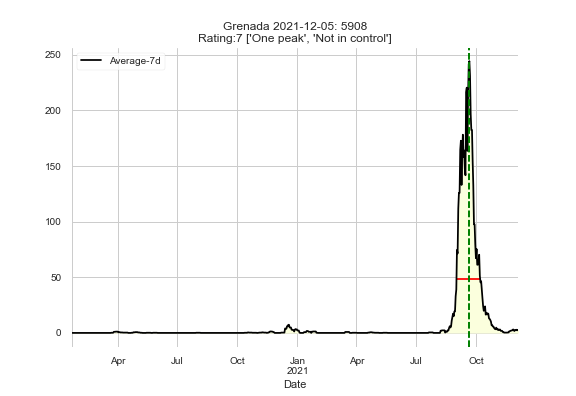 Grenada 2021-12-05: 5908
Rating:7 ['One peak', 'Not in control']
Average-7d
250
200
150
100
50
0
Apr Jul Oct Jan Apr Jul Oct
2021
Date